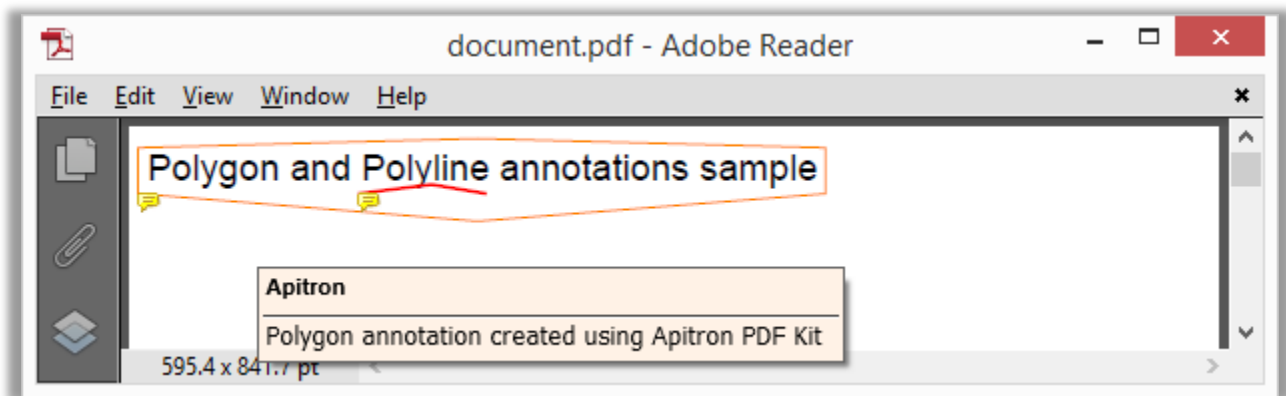 document.pdf - Adobe Reader
File Edit View Window Help
Polygon and Polyline annotations sample
Apitron
Polygon annotation created using Apitron PDF Kit
595.4 x 841.7 pt